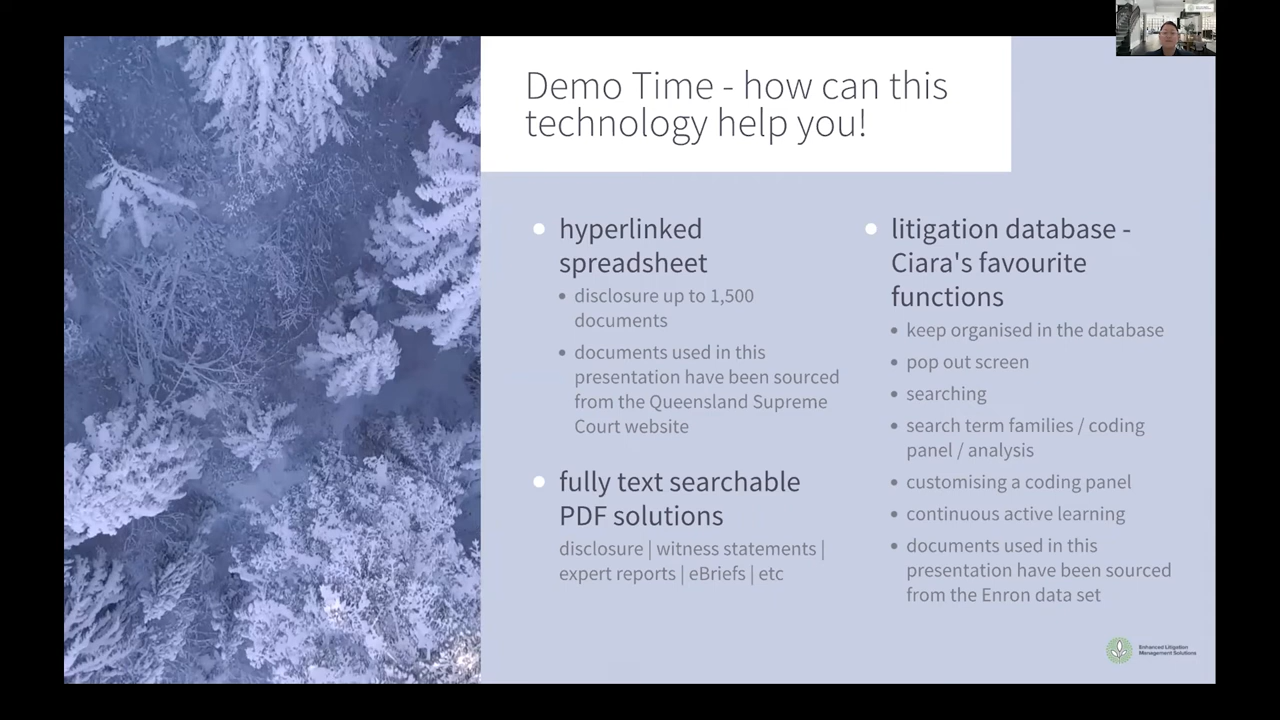 Demo Time - how can this
technology help you!
hyperlinked
spreadsheet
disclosure up to 1,500
documents
documents used in this
presentation have been sourced
from the Queensland Supreme
Court website
fully text searchable
PDF solutions
disclosure | witness statements |
expert reports | eBriefs | etc
litigation database -
Ciara's favourite
functions
keep organised in the database
pop out screen
searching
search term families / coding
panel / analysis
customising a coding panel
continuous active learning
documents used in this
presentation have been sourced
from the Enron data set
Enhanced Litigation
Management Solutions